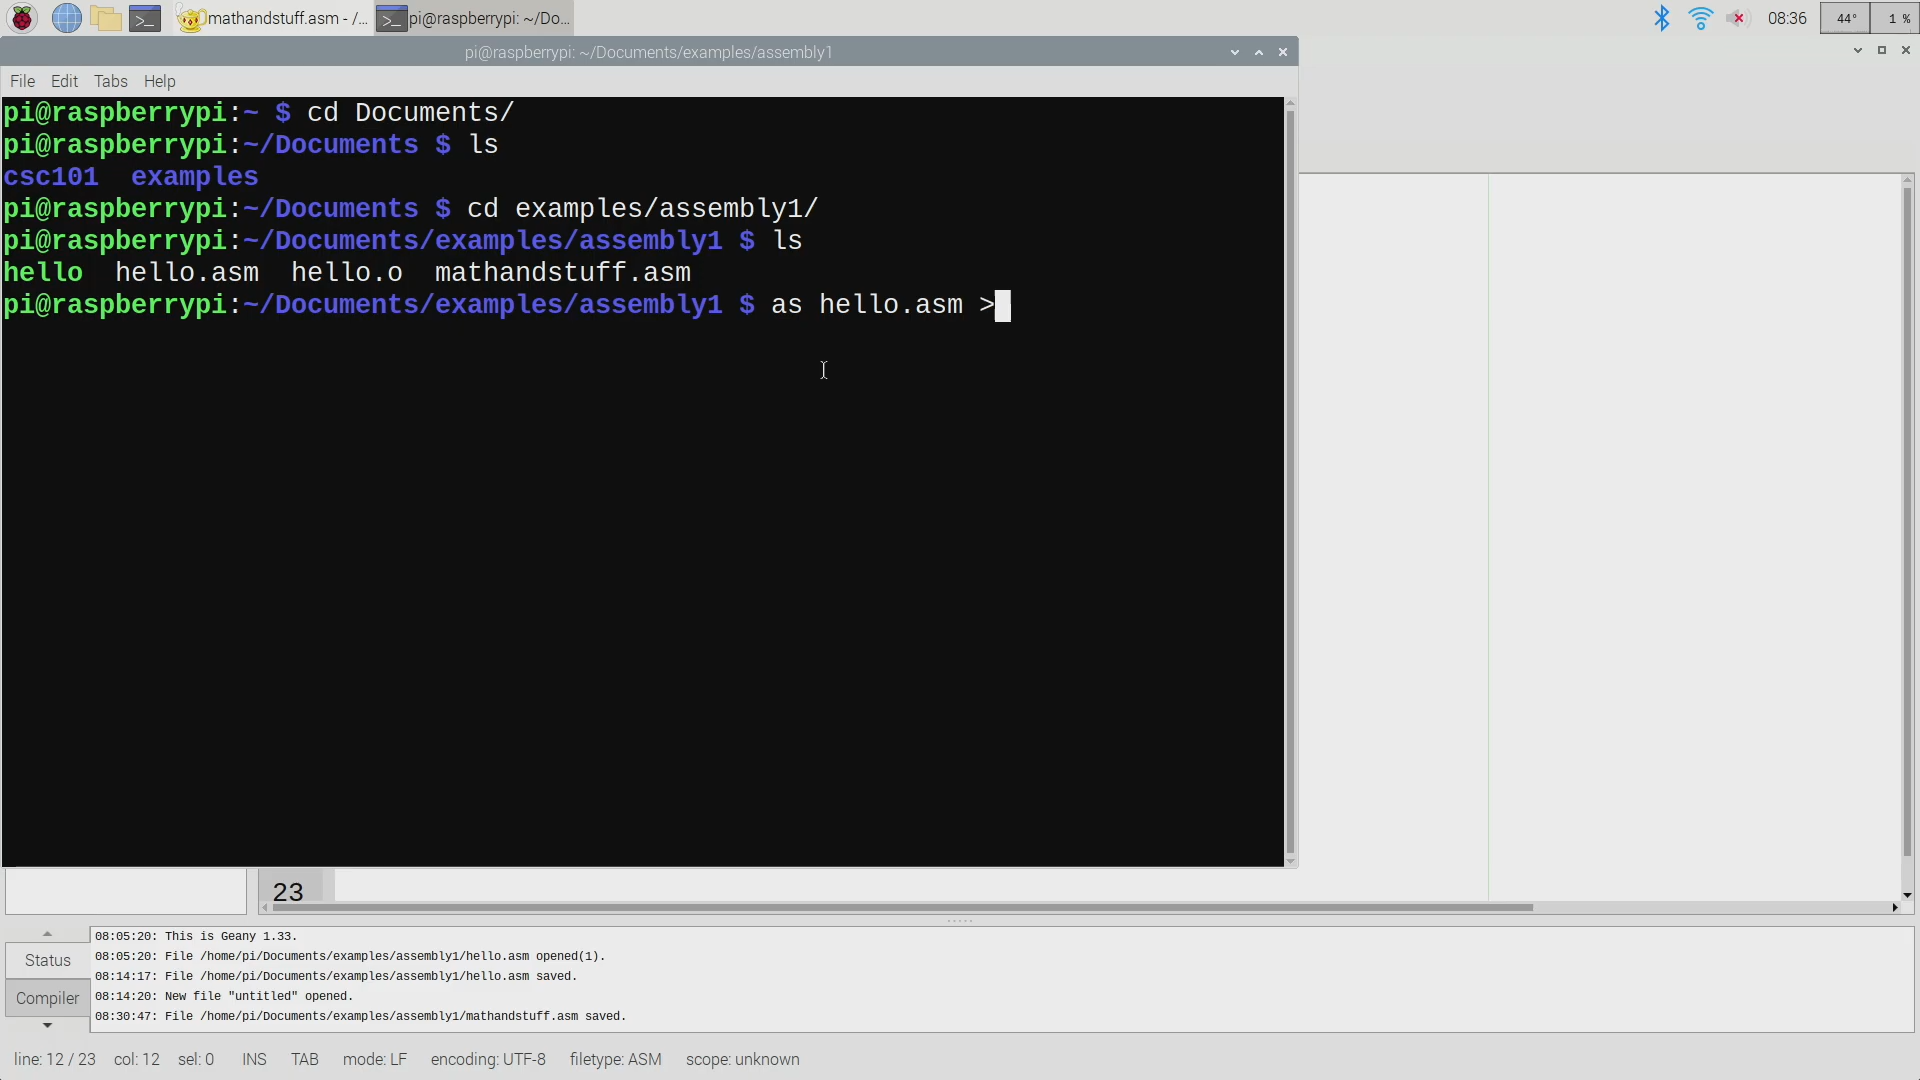 mathandstuff.asm - /...
pi@raspberrypi: ~/Do...
08:36
44°
1 %
pi@raspberrypi: ~/Documents/examples/assembly1
File Edit Tabs Help
pi@raspberrypi:~ $ cd Documents/
pi@raspberrypi:~/Documents $ ls
csc101  examples
pi@raspberrypi:~/Documents $ cd examples/assembly1/
pi@raspberrypi:~/Documents/examples/assembly1 $ ls
hello  hello.asm  hello.o  mathandstuff.asm
pi@raspberrypi:~/Documents/examples/assembly1 $ as hello.asm >
23
Status
Compiler
08:05:20: This is Geany 1.33.
08:05:20: File /home/pi/Documents/examples/assembly1/hello.asm opened(1).
08:14:17: File /home/pi/Documents/examples/assembly1/hello.asm saved.
08:14:20: New file "untitled" opened.
08:30:47: File /home/pi/Documents/examples/assembly1/mathandstuff.asm saved.
line: 12 / 23 col: 12 sel: 0 INS TAB mode: LF encoding: UTF-8 filetype: ASM scope: unknown